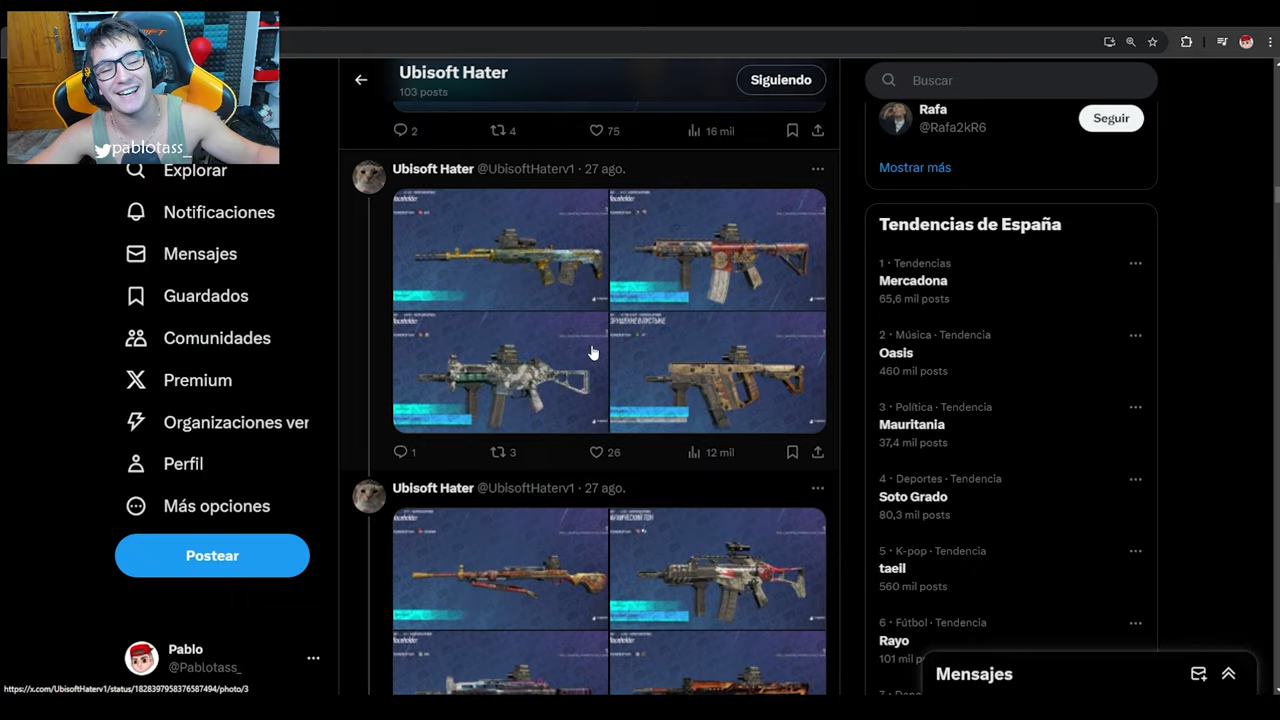 pablotass_
Explorar
Notificaciones
Mensajes
Guardados
Comunidades
Premium
Organizaciones ver
Perfil
Más opciones
Postear
Pablo
@Pablotass_
https://x.com/UbisoftHaterv1/status/1828397958376587494/photo/3
Ubisoft Hater
103 posts
Siguiendo
2
4
75
16 mil
Ubisoft Hater @UbisoftHaterv1 · 27 ago.
1
3
26
12 mil
Ubisoft Hater @UbisoftHaterv1 · 27 ago.
Buscar
Rafa
@Rafa2kR6
Seguir
Mostrar más
Tendencias de España
1 · Tendencias
Mercadona
65,6 mil posts
2 · Música · Tendencia
Oasis
460 mil posts
3 · Política · Tendencia
Mauritania
37,4 mil posts
4 · Deportes · Tendencia
Soto Grado
80,3 mil posts
5 · K-pop · Tendencia
taeil
560 mil posts
6 · Fútbol · Tendencia
Rayo
101 mil p
Mensajes